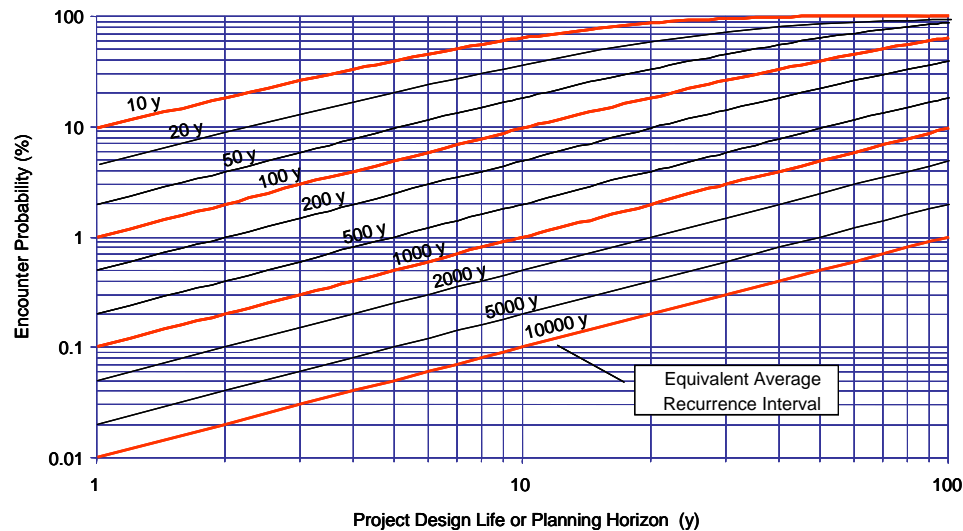 100
10
1
0.1
0.01
Encounter Probability (%)
10 y
20 y
50 y
100 y
200 y
500 y
1000 y
2000 y
5000 y
10000 y
Equivalent Average
Recurrence Interval
1
10
100
Project Design Life or Planning Horizon (y)